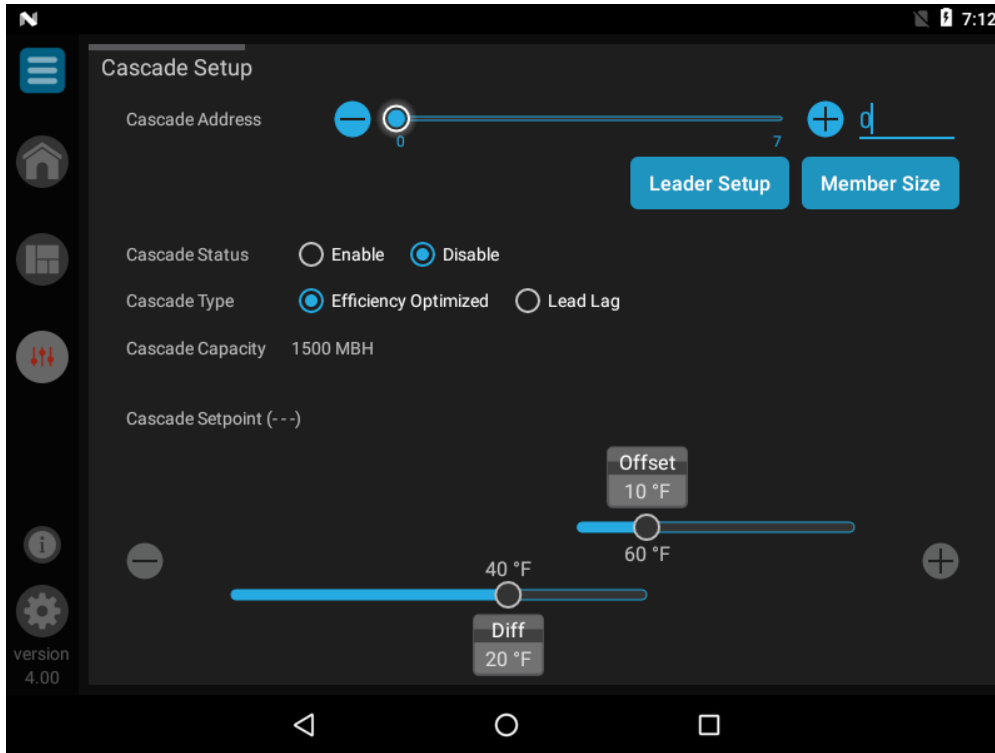 7:12
Cascade Setup
Cascade Address
0
7
0
Leader Setup
Member Size
Cascade Status
Enable
Disable
Cascade Type
Efficiency Optimized
Lead Lag
Cascade Capacity
1500 MBH
Cascade Setpoint (---)
Offset
10 °F
60 °F
40 °F
Diff
20 °F
version
4.00